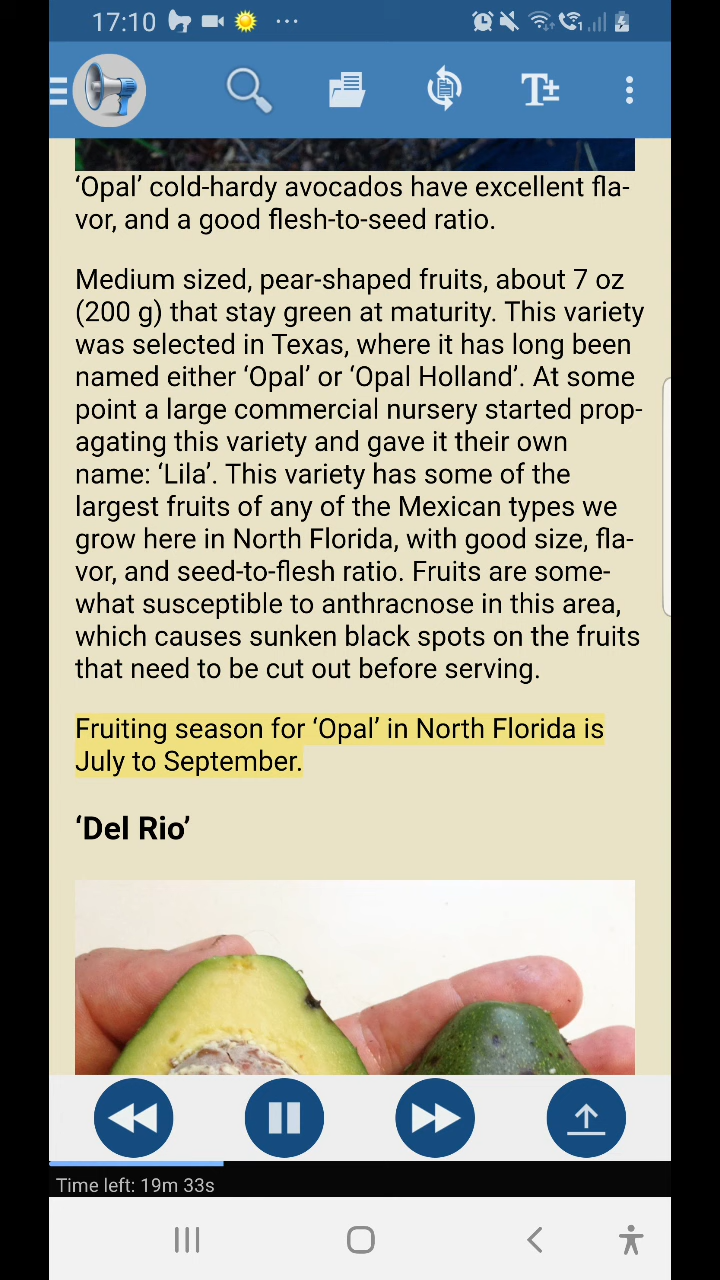 17:10
‘Opal’ cold-hardy avocados have excellent fla-
vor, and a good flesh-to-seed ratio.
Medium sized, pear-shaped fruits, about 7 oz
(200 g) that stay green at maturity. This variety
was selected in Texas, where it has long been
named either ‘Opal’ or ‘Opal Holland’. At some
point a large commercial nursery started prop-
agating this variety and gave it their own
name: ‘Lila’. This variety has some of the
largest fruits of any of the Mexican types we
grow here in North Florida, with good size, fla-
vor, and seed-to-flesh ratio. Fruits are some-
what susceptible to anthracnose in this area,
which causes sunken black spots on the fruits
that need to be cut out before serving.
Fruiting season for ‘Opal’ in North Florida is
July to September.
‘Del Rio’
Time left: 19m 33s